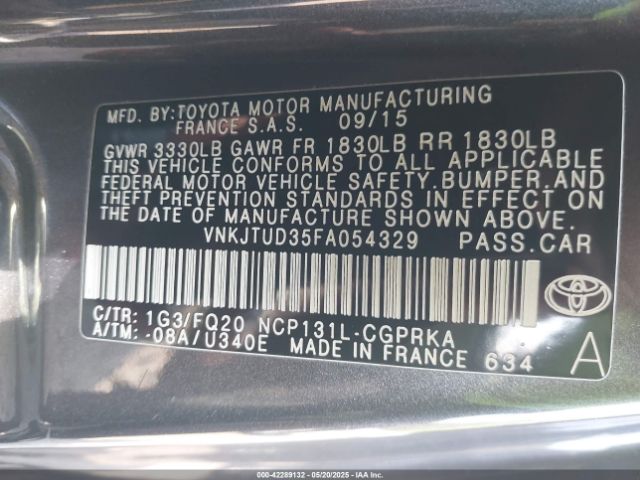 MFD. BY:TOYOTA MOTOR MANUFACTURING
FRANCE S.A.S. 09/15
GVWR 3330LB GAWR FR 1830LB RR 1830LB
THIS VEHICLE CONFORMS TO ALL APPLICABLE
FEDERAL MOTOR VEHICLE SAFETY, BUMPER, AND
THEFT PREVENTION STANDARDS IN EFFECT ON
THE DATE OF MANUFACTURE SHOWN ABOVE.
VNKJTUD35FA054329 PASS.CAR
C/TR: 1G3/FQ20 NCP131L-CGPRKA
A/TM: -08A/U340E MADE IN FRANCE 634
A
000-42289132 - 05/20/2025 - IAAI.COM